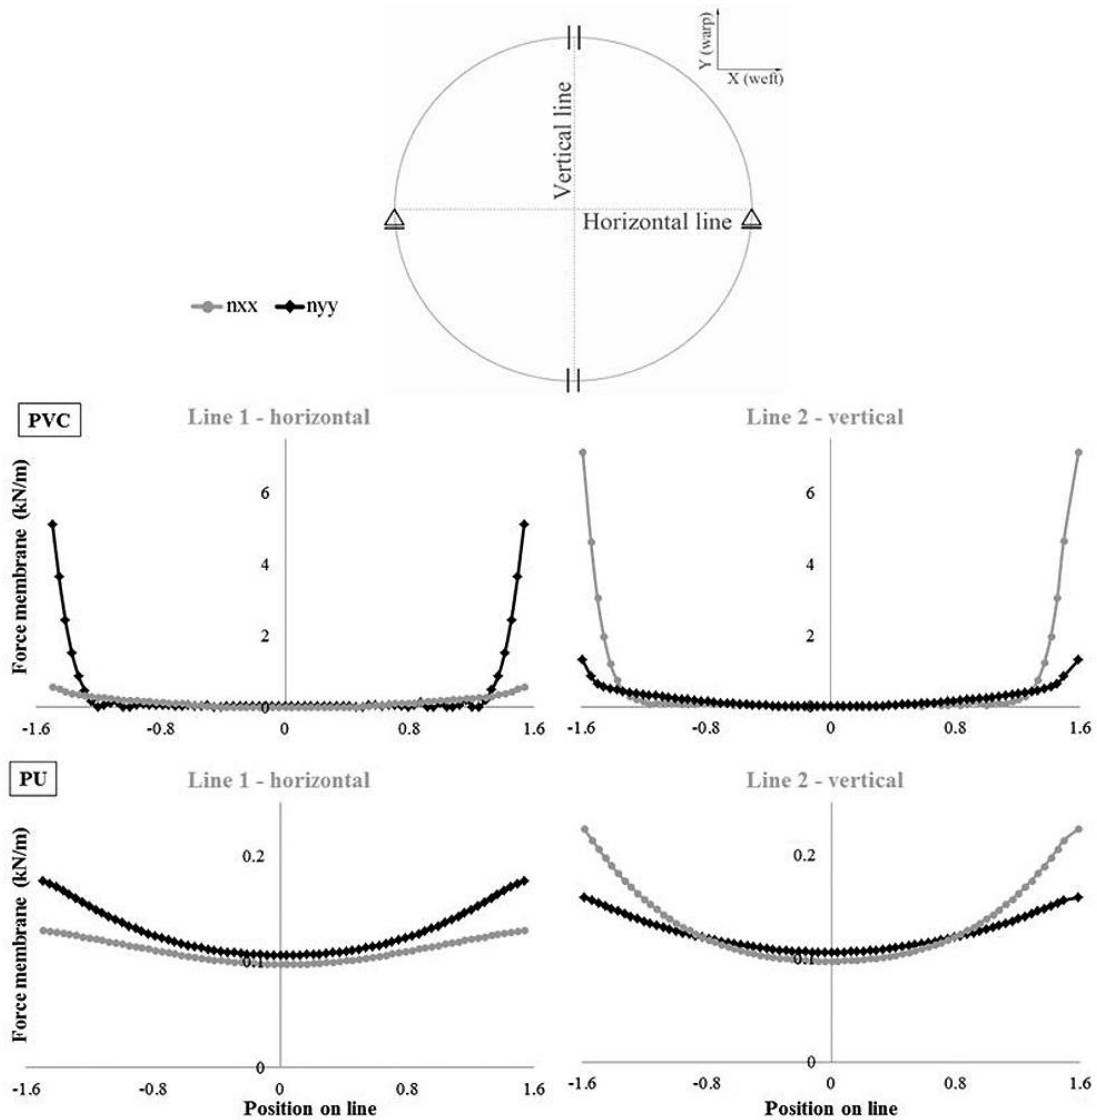 Y (warp)
X (weft)
Vertical line
Horizontal line
nxx nyy
PVC
Line 1 - horizontal
Line 2 - vertical
Force membrane (kN/m)
6
4
2
0
-1.6 -0.8 0 0.8 1.6
6
4
2
0
-1.6 -0.8 0 0.8 1.6
PU
Line 1 - horizontal
Line 2 - vertical
Force membrane (kN/m)
0.2
0.1
0
-1.6 -0.8 0 0.8 1.6
Position on line
0.2
0.1
0
-1.6 -0.8 0 0.8 1.6
Position on line